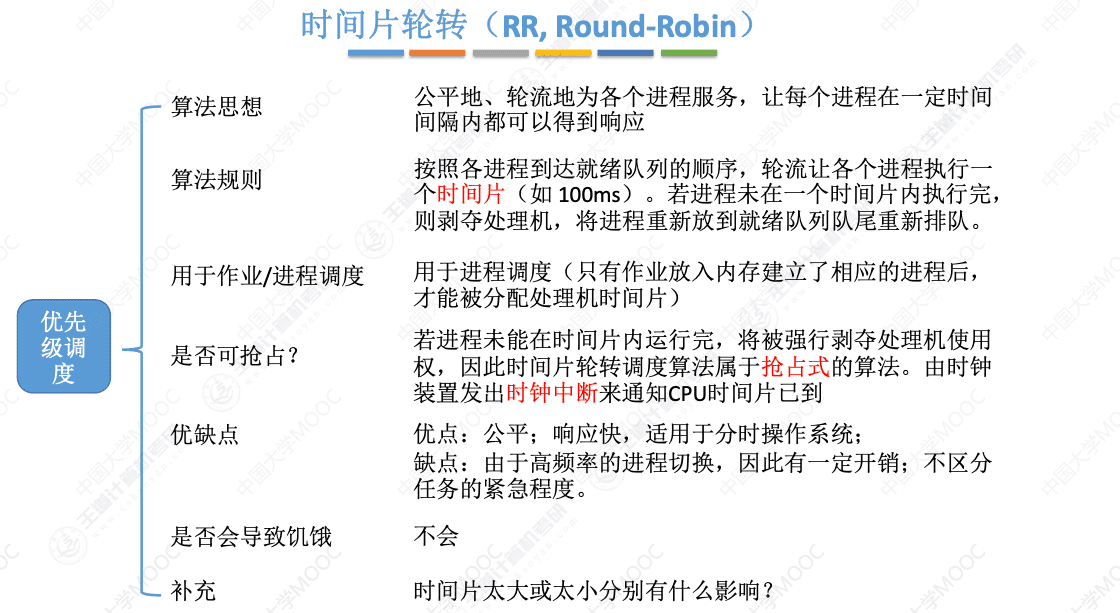 时间片轮转（RR, Round-Robin）
算法思想
公平地、轮流地为各个进程服务，让每个进程在一定时间
间隔内都可以得到响应
算法规则
按照各进程到达就绪队列的顺序，轮流让各个进程执行一
个时间片（如 100ms）。若进程未在一个时间片内执行完，
则剥夺处理机，将进程重新放到就绪队列队尾重新排队。
用于作业/进程调度
用于进程调度（只有作业放入内存建立了相应的进程后，
才能被分配处理机时间片）
优先
级调
度
是否可抢占？
若进程未能在时间片内运行完，将被强行剥夺处理机使用
权，因此时间片轮转调度算法属于抢占式的算法。由时钟
装置发出时钟中断来通知CPU时间片已到
优缺点
优点：公平；响应快，适用于分时操作系统；
缺点：由于高频率的进程切换，因此有一定开销；不区分
任务的紧急程度。
是否会导致饥饿
不会
补充
时间片太大或太小分别有什么影响？
中国大学MOOC
王道计算机考研